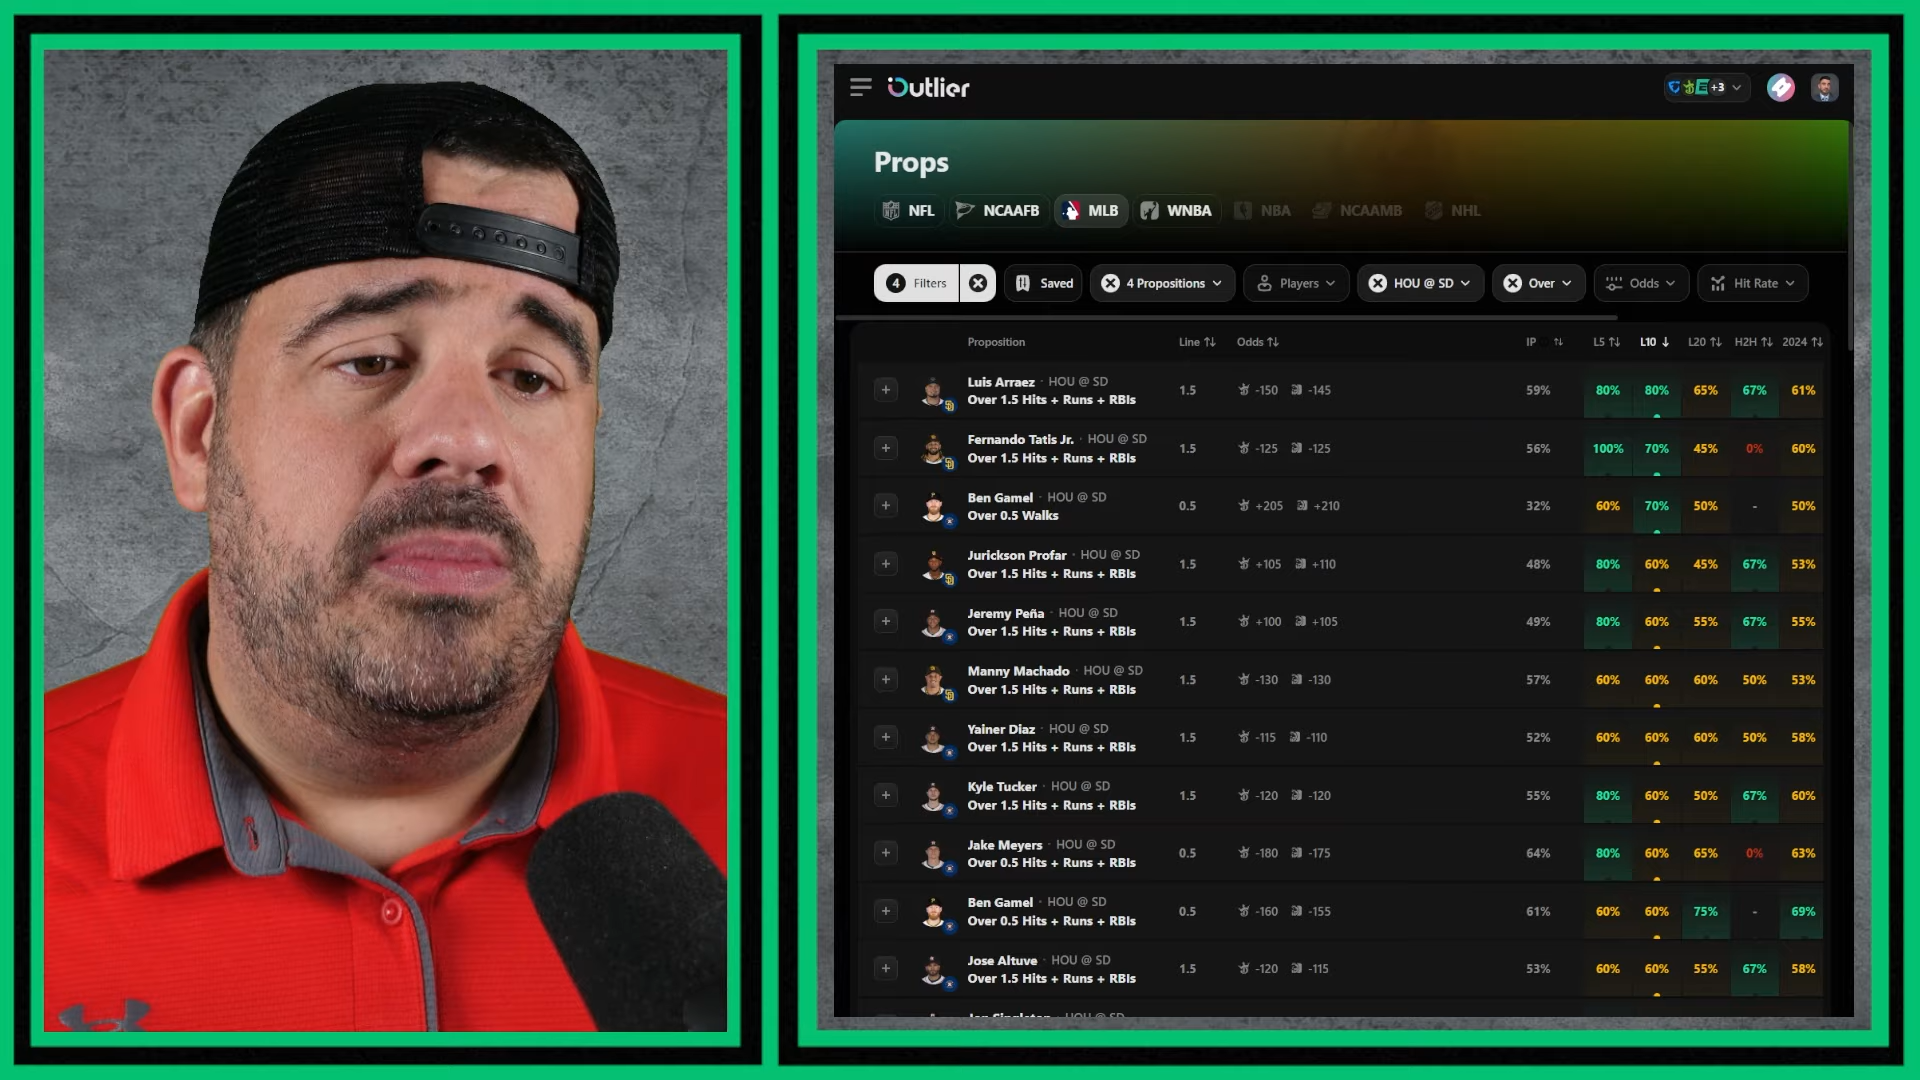 Outlier
+3
Props
NFL
NCAAFB
MLB
WNBA
NBA
NCAAMB
NHL
4 Filters
Saved
4 Propositions
Players
HOU @ SD
Over
Odds
Hit Rate
Proposition Line Odds IP L5 L10 L20 H2H 2024
Luis Arraez · HOU @ SD
Over 1.5 Hits + Runs + RBIs
1.5 -150 -145 59% 80% 80% 65% 67% 61%
Fernando Tatis Jr. · HOU @ SD
Over 1.5 Hits + Runs + RBIs
1.5 -125 -125 56% 100% 70% 45% 0% 60%
Ben Gamel · HOU @ SD
Over 0.5 Walks
0.5 +205 +210 32% 60% 70% 50% - 50%
Jurickson Profar · HOU @ SD
Over 1.5 Hits + Runs + RBIs
1.5 +105 +110 48% 80% 60% 45% 67% 53%
Jeremy Peña · HOU @ SD
Over 1.5 Hits + Runs + RBIs
1.5 +100 +105 49% 80% 60% 55% 67% 55%
Manny Machado · HOU @ SD
Over 1.5 Hits + Runs + RBIs
1.5 -130 -130 57% 60% 60% 60% 50% 53%
Yainer Diaz · HOU @ SD
Over 1.5 Hits + Runs + RBIs
1.5 -115 -110 52% 60% 60% 60% 50% 58%
Kyle Tucker · HOU @ SD
Over 1.5 Hits + Runs + RBIs
1.5 -120 -120 55% 80% 60% 50% 67% 60%
Jake Meyers · HOU @ SD
Over 0.5 Hits + Runs + RBIs
0.5 -180 -175 64% 80% 60% 65% 0% 63%
Ben Gamel · HOU @ SD
Over 0.5 Hits + Runs + RBIs
0.5 -160 -155 61% 60% 60% 75% - 69%
Jose Altuve · HOU @ SD
Over 1.5 Hits + Runs + RBIs
1.5 -120 -115 53% 60% 60% 55% 67% 58%
Jon Singleton · HOU @ SD